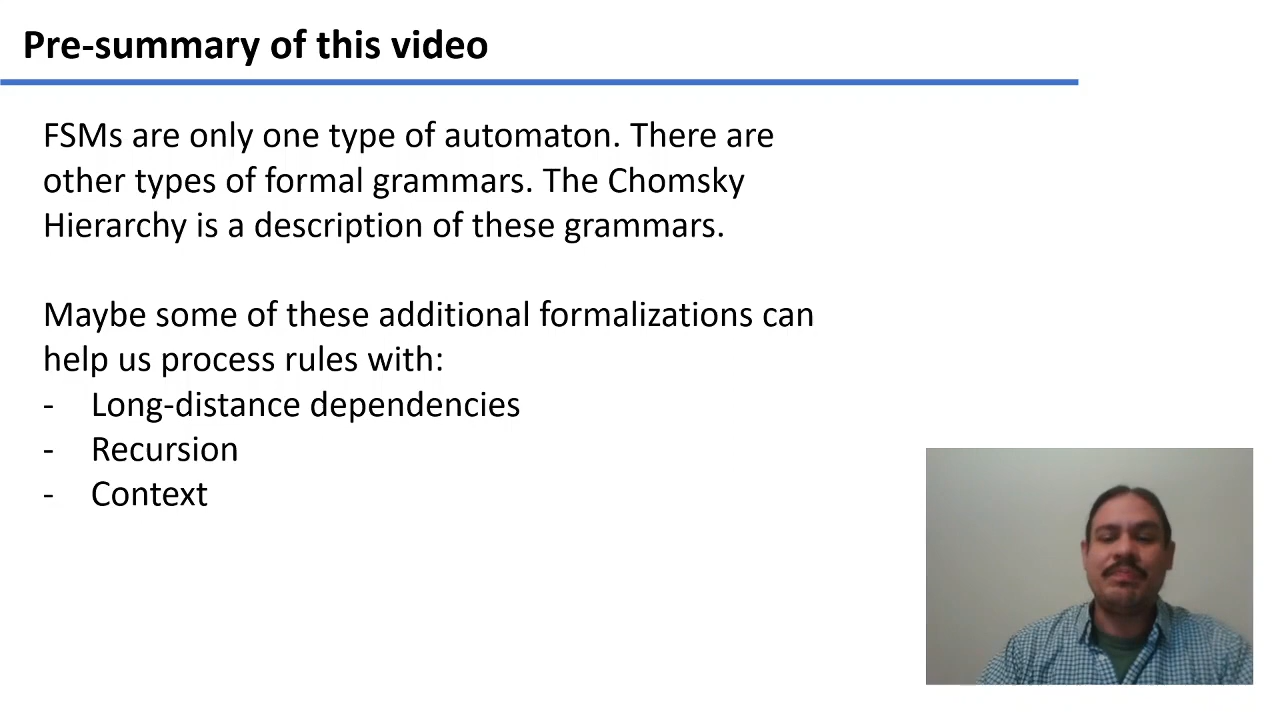 Pre-summary of this video
FSMs are only one type of automaton. There are
other types of formal grammars. The Chomsky
Hierarchy is a description of these grammars.
Maybe some of these additional formalizations can
help us process rules with:
- Long-distance dependencies
- Recursion
- Context